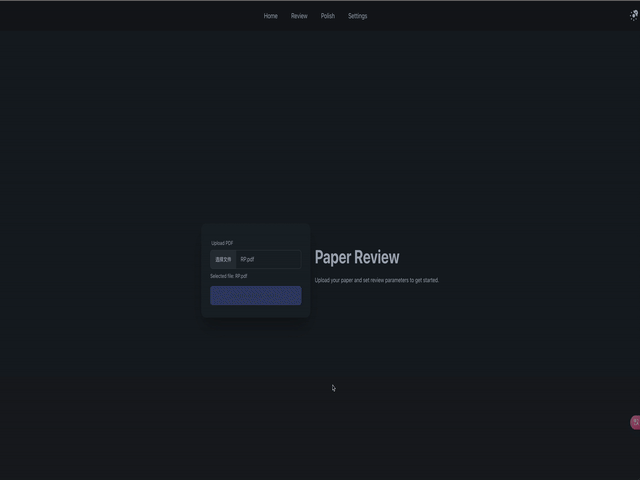 Home Review Polish Settings
Upload PDF
选择文件 RP.pdf
Selected file: RP.pdf
Paper Review
Upload your paper and set review parameters to get started.